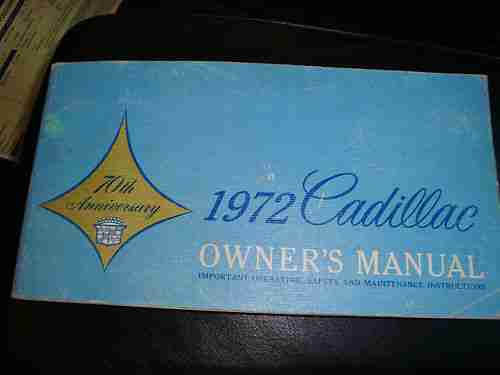 70th
Anniversary
1972 Cadillac
OWNER'S MANUAL
IMPORTANT OPERATING, SAFETY AND MAINTENANCE INSTRUCTIONS